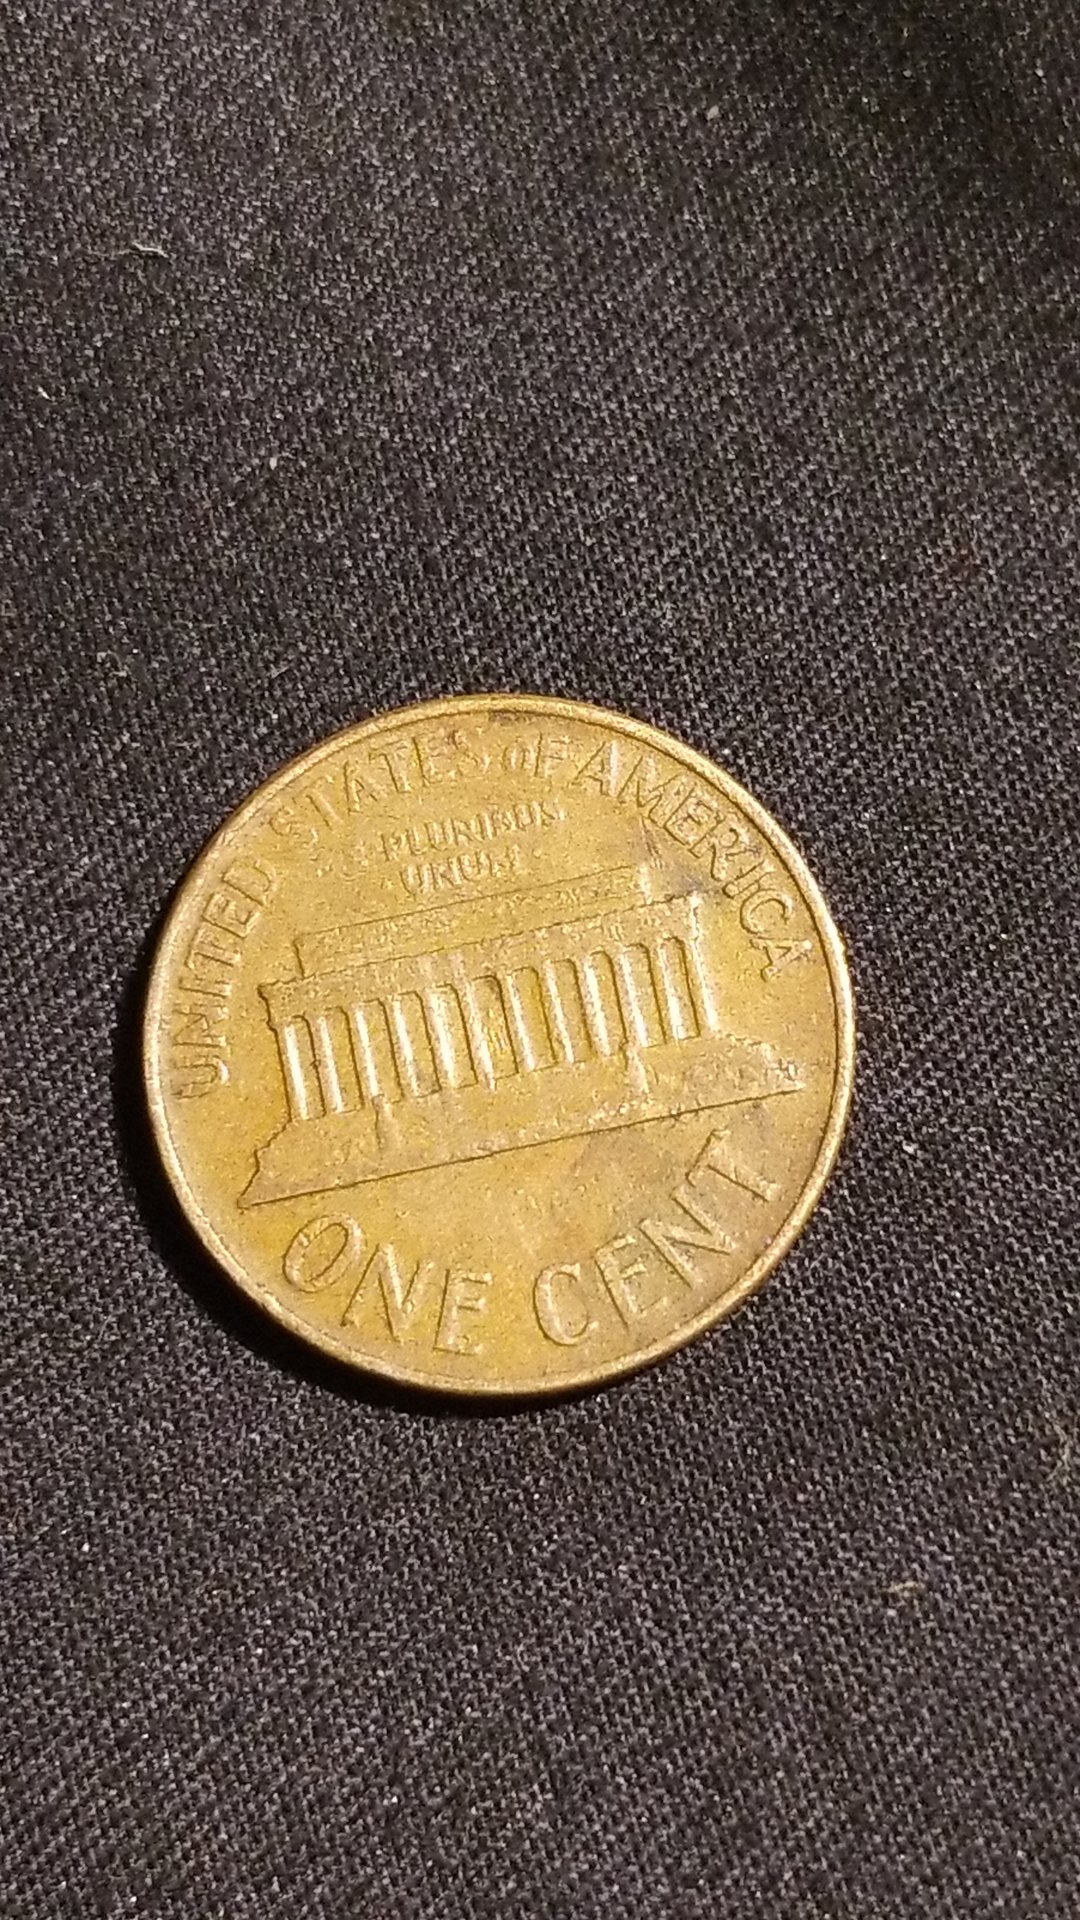 UNITED STATES OF AMERICA
PLURIBUS
UNUM
ONE CENT